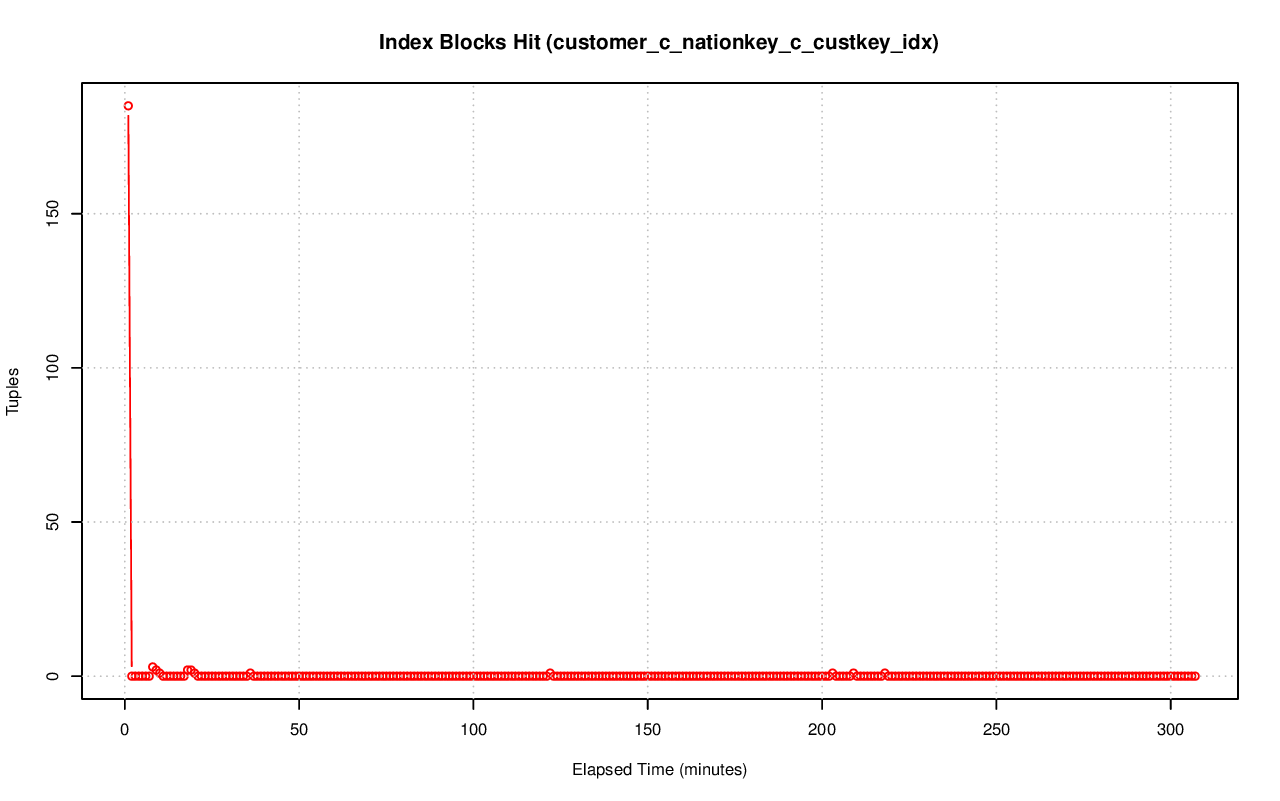 Index Blocks Hit (customer_c_nationkey_c_custkey_idx)
Tuples
150
100
50
0
0 50 100 150 200 250 300
Elapsed Time (minutes)